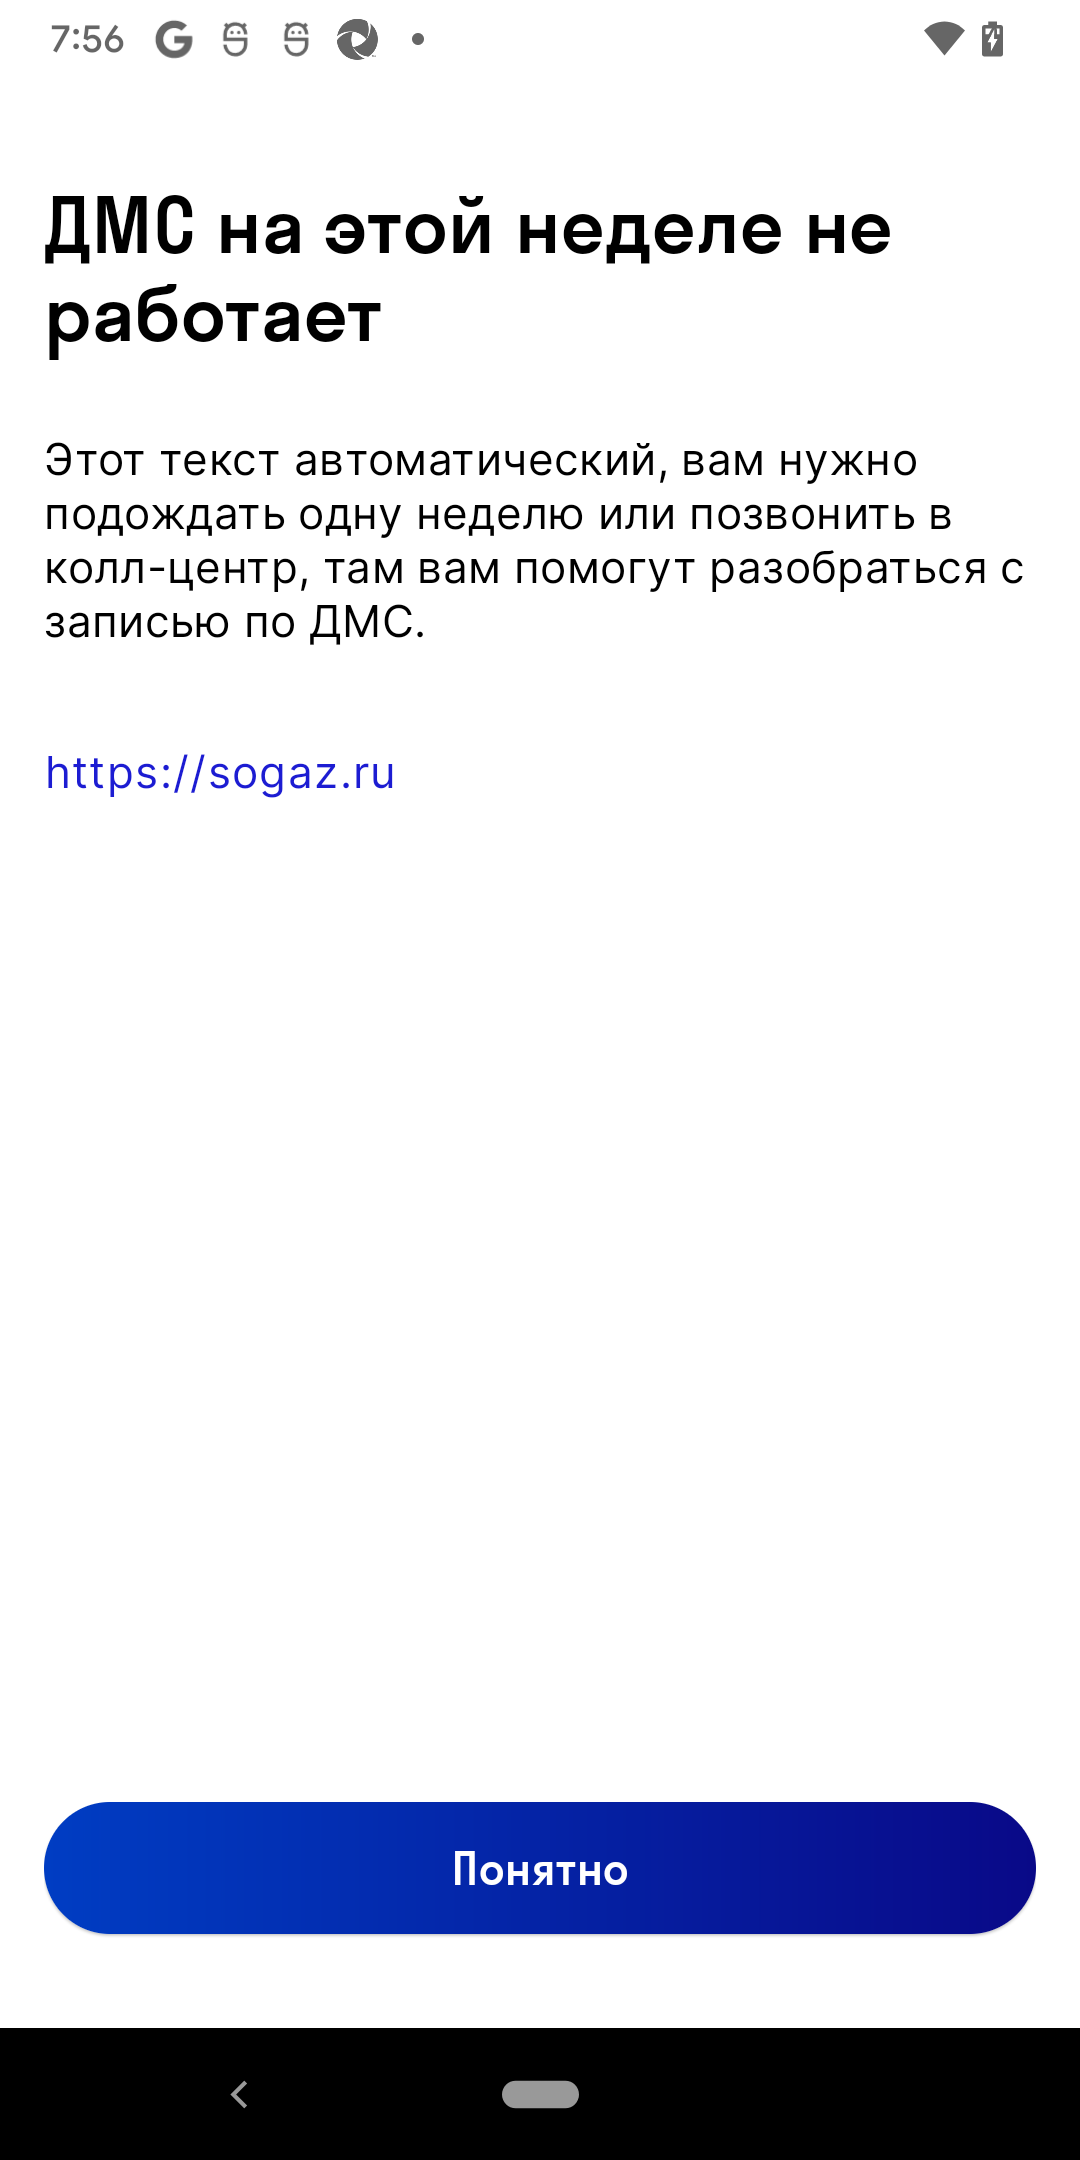 7:56
ДМС на этой неделе не
работает
Этот текст автоматический, вам нужно
подождать одну неделю или позвонить в
колл-центр, там вам помогут разобраться с
записью по ДМС.
https://sogaz.ru
Понятно